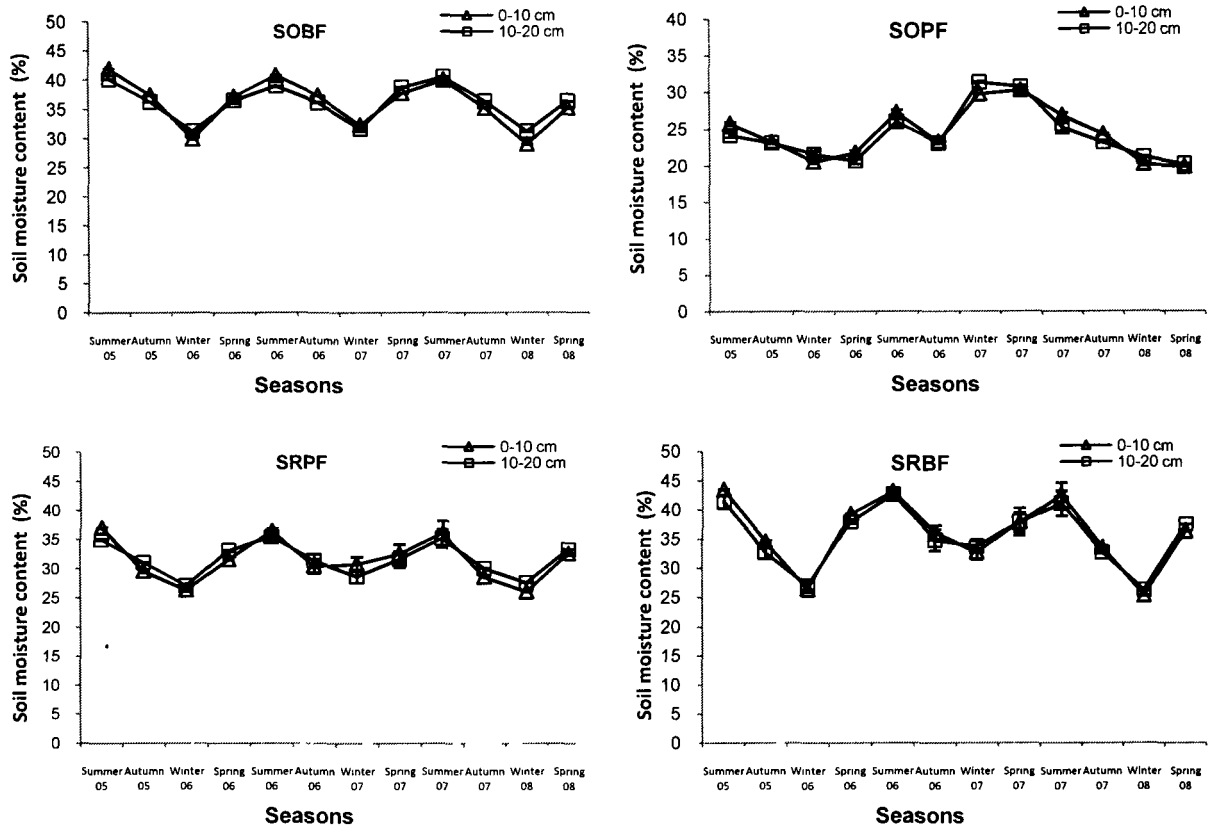 SOBF
0-10 cm
10-20 cm
Soil moisture content (%)
50
45
40
35
30
25
20
15
10
5
0
Summer Autumn Winter Spring Summer Autumn Winter Spring Summer Autumn Winter Spring
05 05 06 06 06 06 07 07 07 07 08 08
Seasons
SOPF
0-10 cm
10-20 cm
Soil moisture content (%)
40
35
30
25
20
15
10
5
0
Summer Autumn Winter Spring Summer Autumn Winter Spring Summer Autumn Winter Spring
05 05 06 06 06 06 07 07 07 07 08 08
Seasons
SRPF
0-10 cm
10-20 cm
Soil moisture content (%)
50
45
40
35
30
25
20
15
10
5
0
Summer Autumn Winter Spring Summer Autumn Winter Spring Summer Autumn Winter Spring
05 05 06 06 06 06 07 07 07 07 08 08
Seasons
SRBF
0-10 cm
10-20 cm
Soil moisture content (%)
50
45
40
35
30
25
20
15
10
5
0
Summer Autumn Winter Spring Summer Autumn Winter Spring Summer Autumn Winter Spring
05 05 06 06 06 06 07 07 07 07 08 08
Seasons